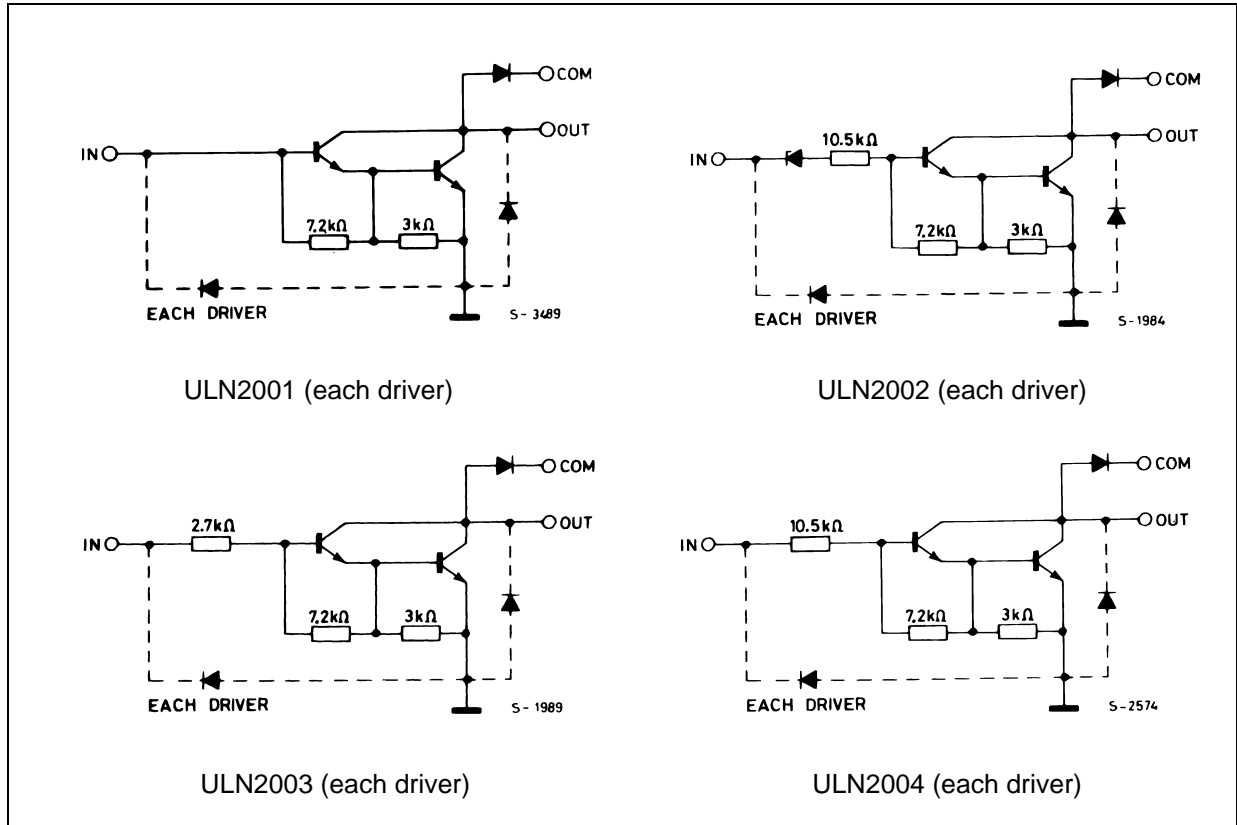 COM
OUT
IN
7.2kΩ
3kΩ
EACH DRIVER
S-3489
ULN2001 (each driver)
COM
OUT
10.5kΩ
IN
7.2kΩ
3kΩ
EACH DRIVER
S-1984
ULN2002 (each driver)
COM
OUT
2.7kΩ
IN
7.2kΩ
3kΩ
EACH DRIVER
S-1989
ULN2003 (each driver)
COM
OUT
10.5kΩ
IN
7.2kΩ
3kΩ
EACH DRIVER
S-2574
ULN2004 (each driver)